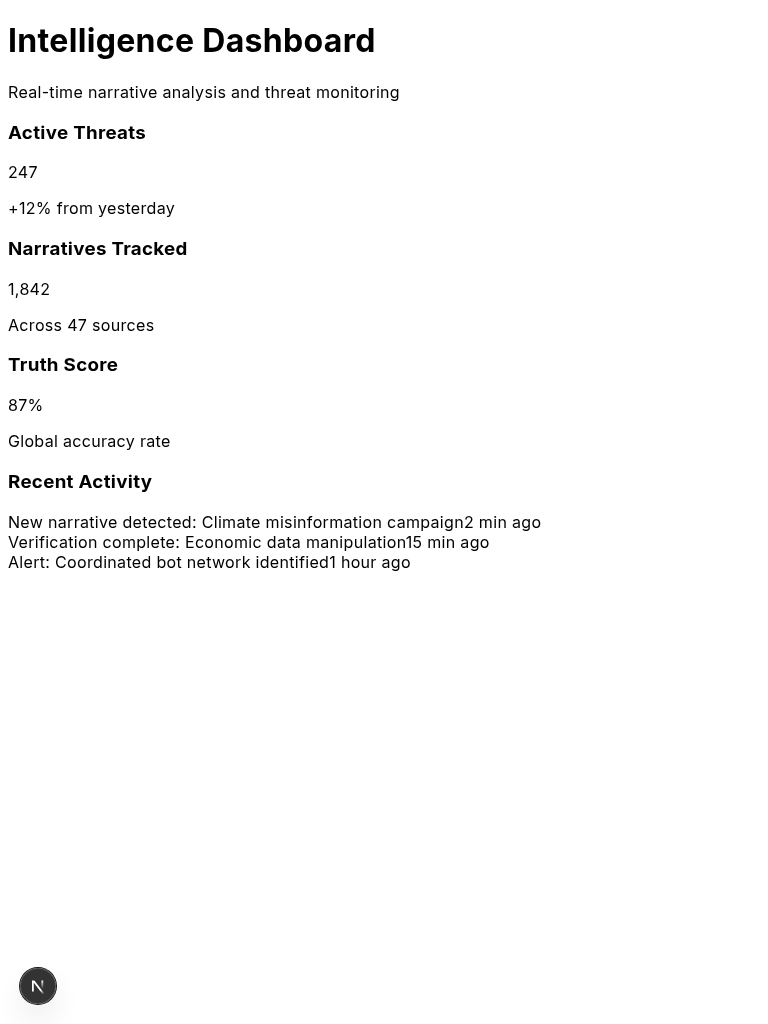 Intelligence Dashboard
Real-time narrative analysis and threat monitoring
Active Threats
247
+12% from yesterday
Narratives Tracked
1,842
Across 47 sources
Truth Score
87%
Global accuracy rate
Recent Activity
New narrative detected: Climate misinformation campaign2 min ago
Verification complete: Economic data manipulation15 min ago
Alert: Coordinated bot network identified1 hour ago
N